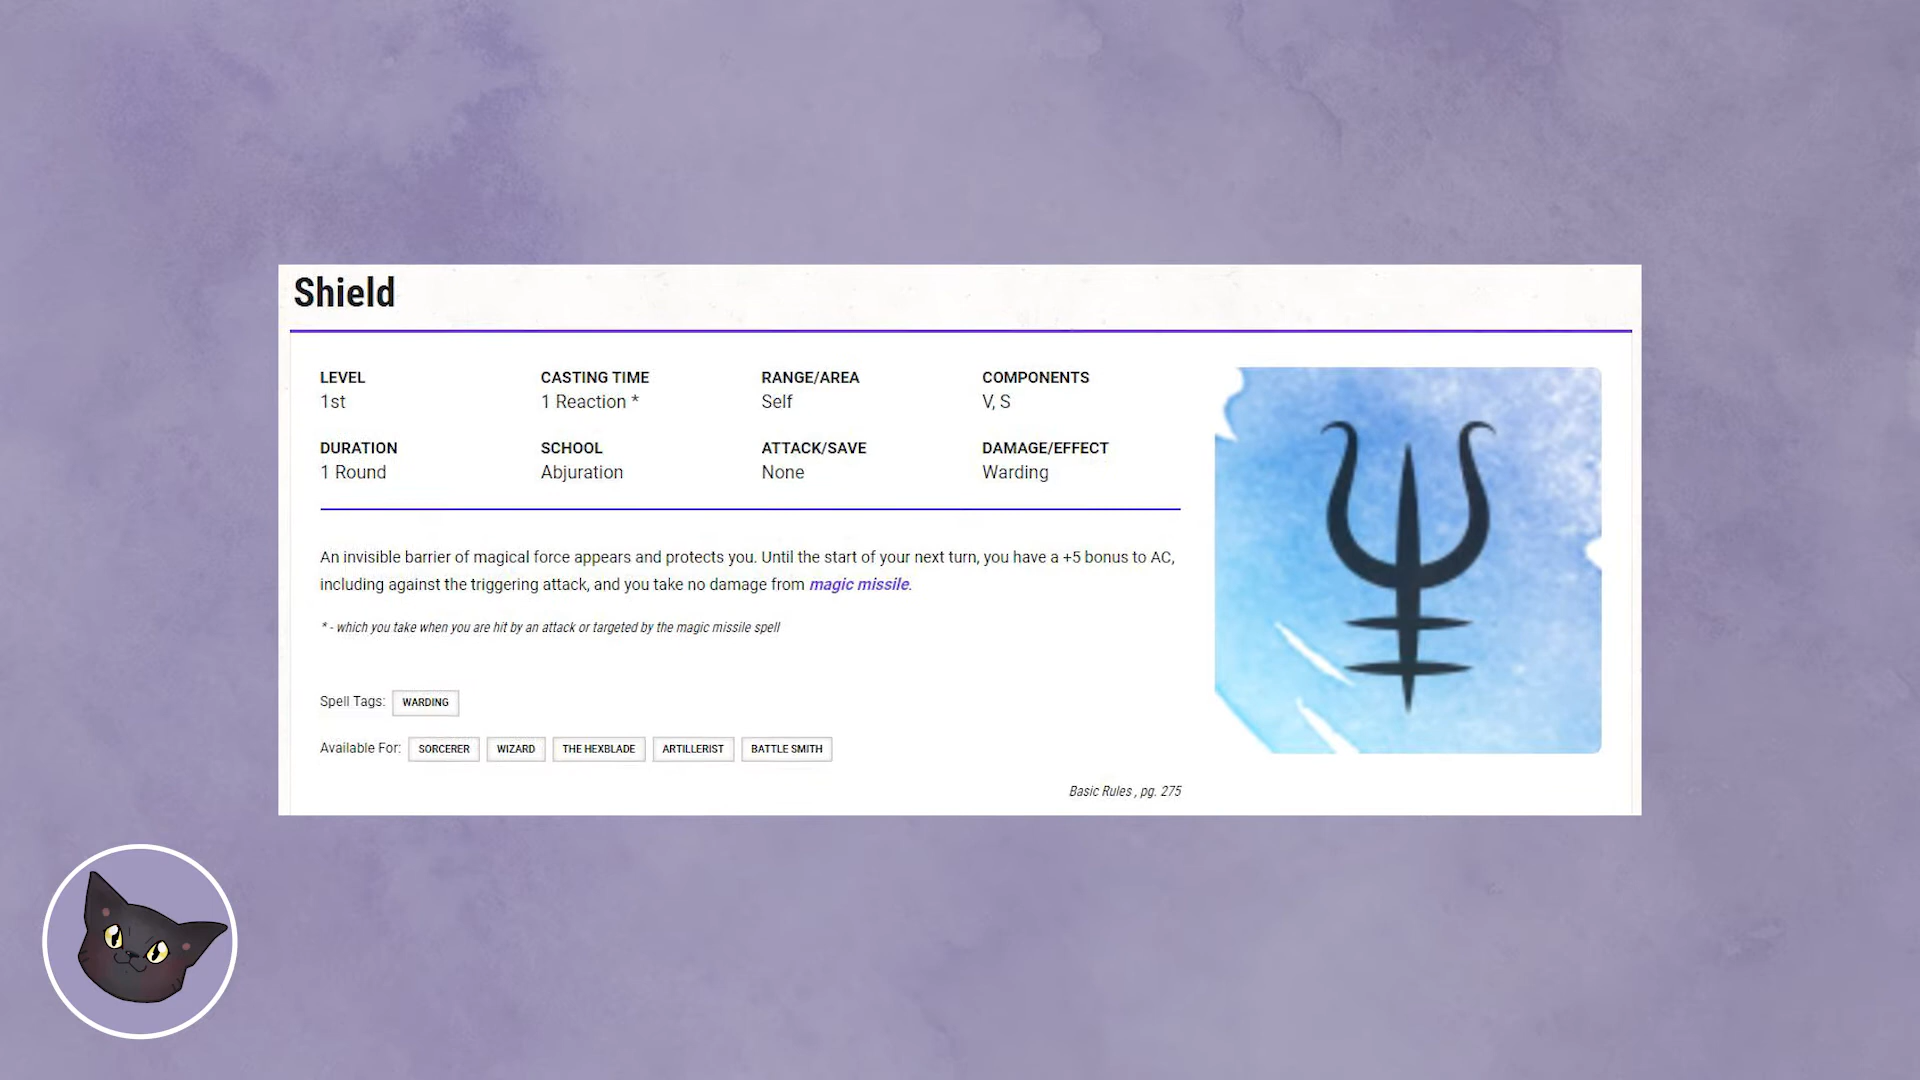 Shield
LEVEL CASTING TIME RANGE/AREA COMPONENTS
1st 1 Reaction * Self V, S
DURATION SCHOOL ATTACK/SAVE DAMAGE/EFFECT
1 Round Abjuration None Warding
An invisible barrier of magical force appears and protects you. Until the start of your next turn, you have a +5 bonus to AC,
including against the triggering attack, and you take no damage from magic missile.
* - which you take when you are hit by an attack or targeted by the magic missile spell
Spell Tags: WARDING
Available For: SORCERER WIZARD THE HEXBLADE ARTILLERIST BATTLE SMITH
Basic Rules , pg. 275